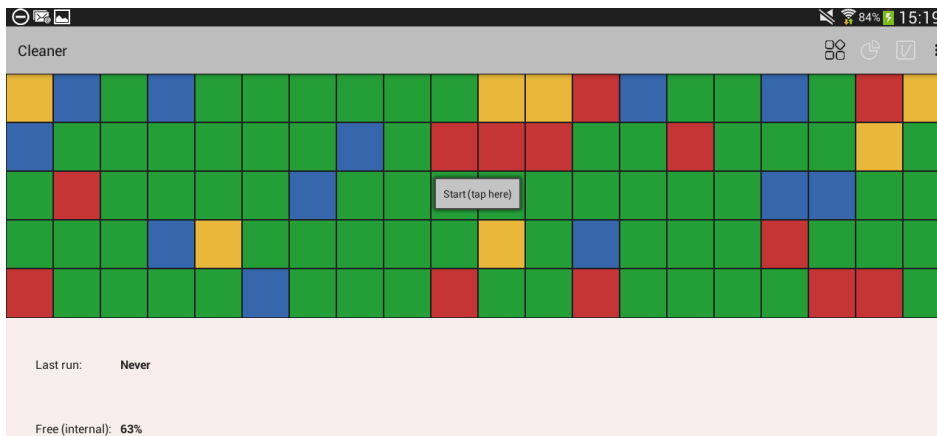 84% 15:19
Cleaner
Start (tap here)
Last run: Never
Free (internal): 63%